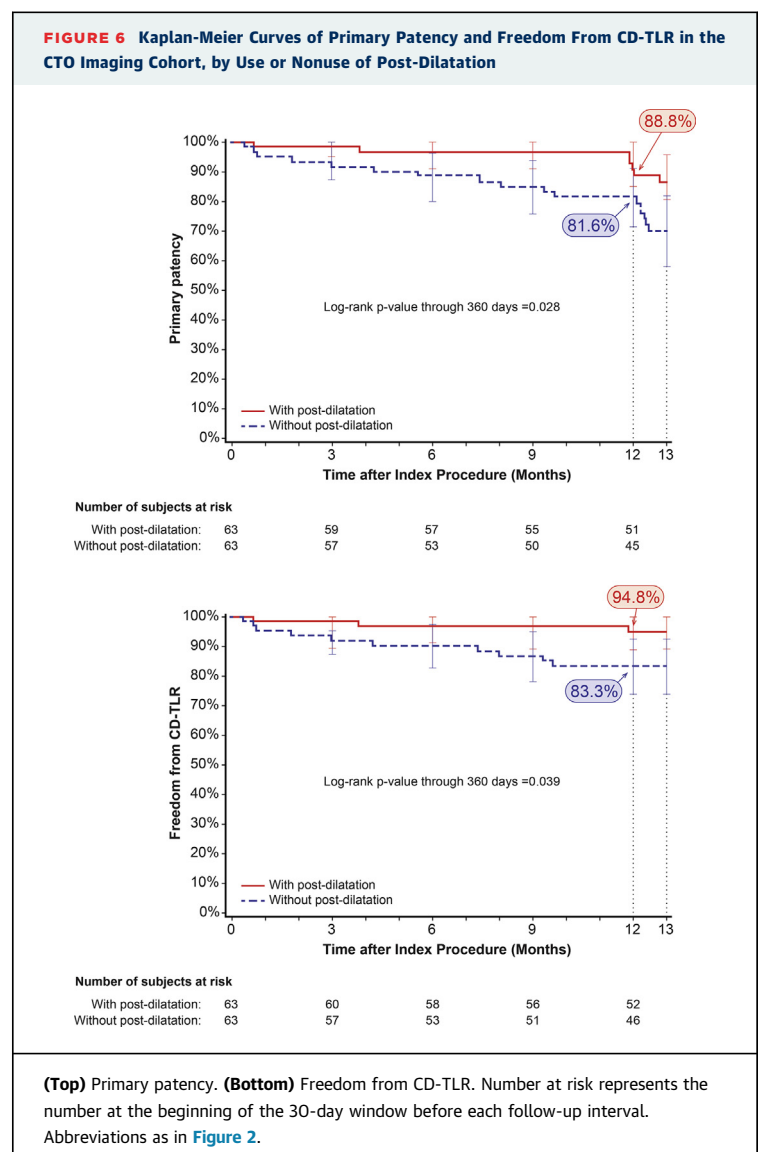 FIGURE 6 Kaplan-Meier Curves of Primary Patency and Freedom From CD-TLR in the
CTO Imaging Cohort, by Use or Nonuse of Post-Dilatation
88.8%
100%
90%
80%
70%
60%
50%
40%
30%
20%
10%
0%
Primary patency
81.6%
Log-rank p-value through 360 days =0.028
With post-dilatation
Without post-dilatation
0 3 6 9 12 13
Time after Index Procedure (Months)
Number of subjects at risk
With post-dilatation: 63 59 57 55 51
Without post-dilatation: 63 57 53 50 45
94.8%
100%
90%
80%
70%
60%
50%
40%
30%
20%
10%
0%
Freedom from CD-TLR
83.3%
Log-rank p-value through 360 days =0.039
With post-dilatation
Without post-dilatation
0 3 6 9 12 13
Time after Index Procedure (Months)
Number of subjects at risk
With post-dilatation: 63 60 58 56 52
Without post-dilatation: 63 57 53 51 46
(Top) Primary patency. (Bottom) Freedom from CD-TLR. Number at risk represents the
number at the beginning of the 30-day window before each follow-up interval.
Abbreviations as in Figure 2.